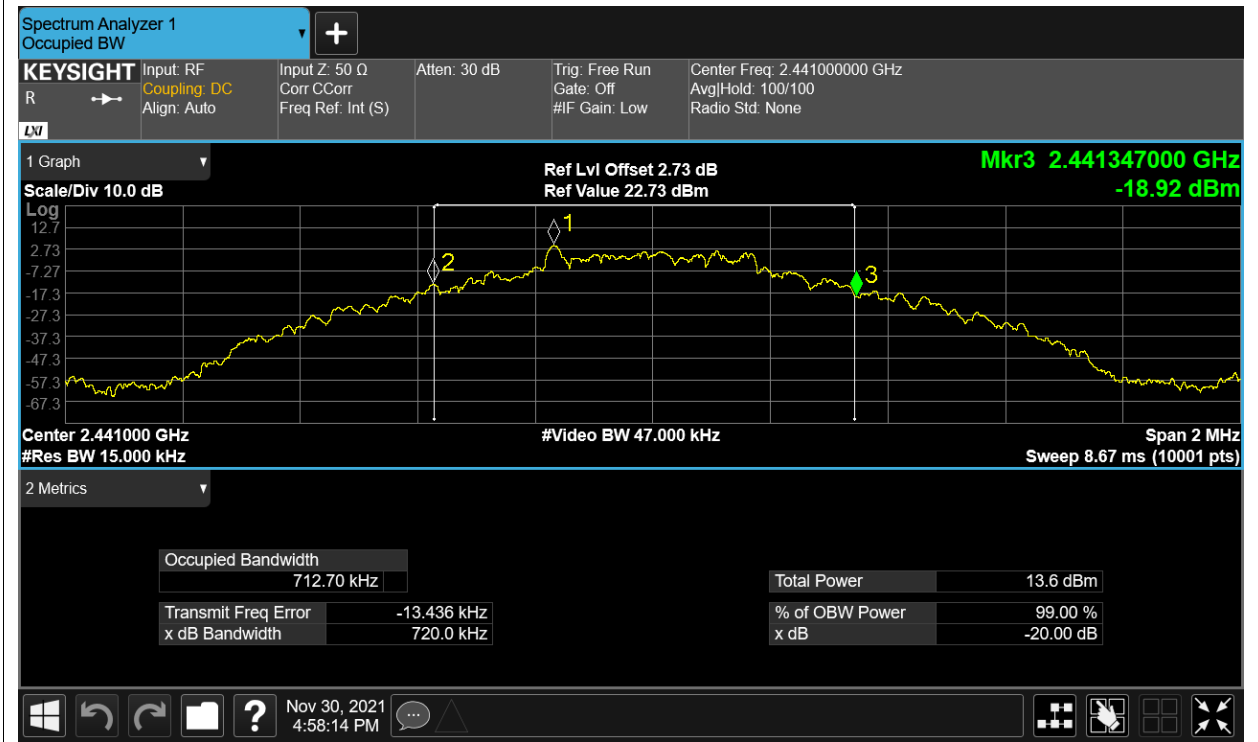 Spectrum Analyzer 1
Occupied BW
KEYSIGHT
R
LXI
Input: RF
Coupling: DC
Align: Auto
Input Z: 50 Ω
Corr CCorr
Freq Ref: Int (S)
Atten: 30 dB
Trig: Free Run
Gate: Off
#IF Gain: Low
Center Freq: 2.441000000 GHz
Avg|Hold: 100/100
Radio Std: None
1 Graph
Scale/Div 10.0 dB
Ref Lvl Offset 2.73 dB
Ref Value 22.73 dBm
Mkr3 2.441347000 GHz
-18.92 dBm
Log
12.7
2.73
-7.27
-17.3
-27.3
-37.3
-47.3
-57.3
-67.3
1
2
3
Center 2.441000 GHz
#Res BW 15.000 kHz
#Video BW 47.000 kHz
Span 2 MHz
Sweep 8.67 ms (10001 pts)
2 Metrics
Occupied Bandwidth
712.70 kHz
Transmit Freq Error -13.436 kHz
x dB Bandwidth 720.0 kHz
Total Power 13.6 dBm
% of OBW Power 99.00 %
x dB -20.00 dB
?
Nov 30, 2021
4:58:14 PM